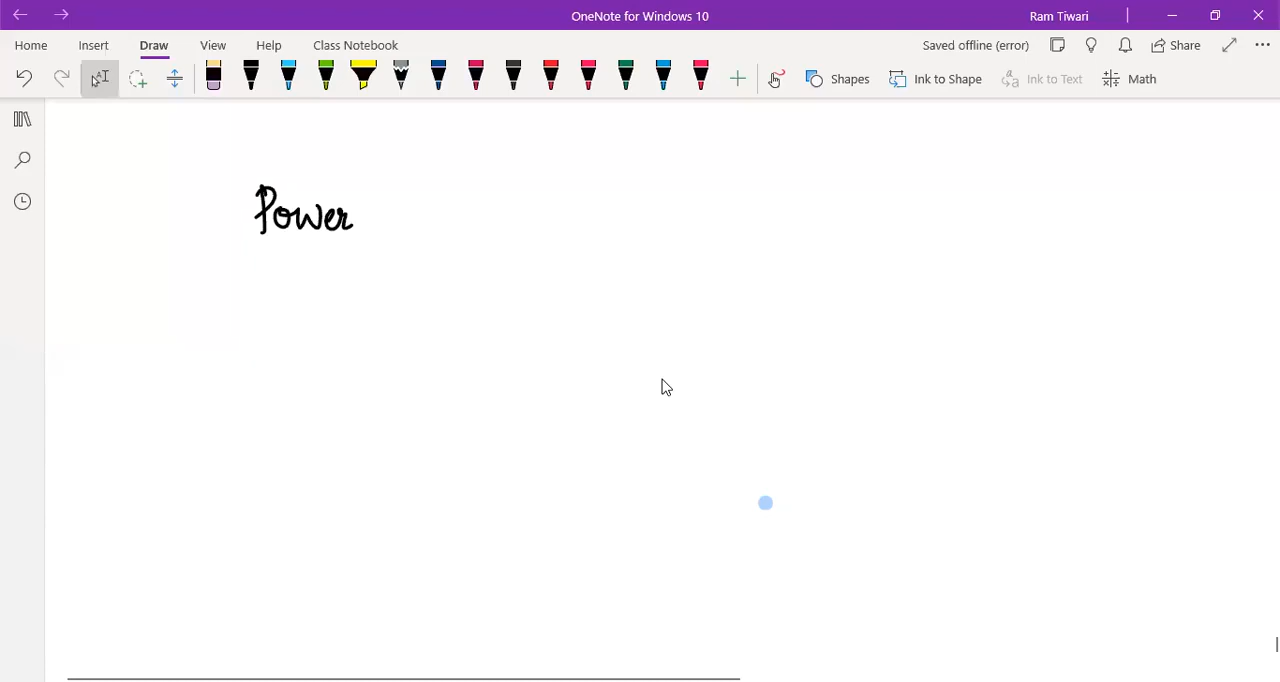 OneNote for Windows 10
Ram Tiwari
Home Insert Draw View Help Class Notebook
Saved offline (error) Share
Shapes Ink to Shape Ink to Text Math
Power